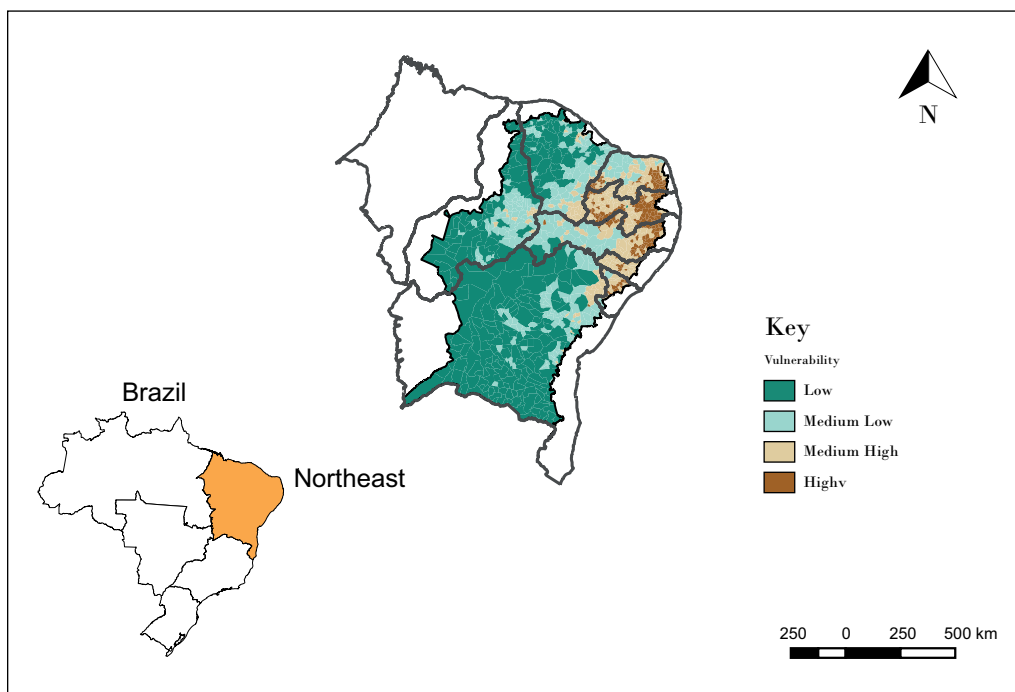 N
Key
Vulnerability
Low
Medium Low
Medium High
Highv
Brazil
Northeast
250 0 250 500 km